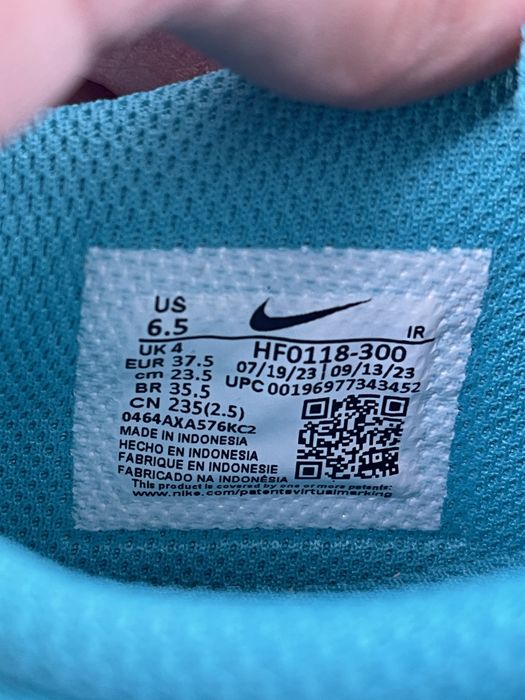 US
6.5
IR
UK 4
EUR 37.5
cm 23.5
BR 35.5
CN 235(2.5)
HF0118-300
07/19/23 | 09/13/23
UPC 00196977343452
0464AXA576KC2
MADE IN INDONESIA
HECHO EN INDONESIA
FABRIQUE EN INDONESIE
FABRICADO NA INDONÉSIA
This product is covered by one or more patents:
www.nike.com/patentsvirtualmarking